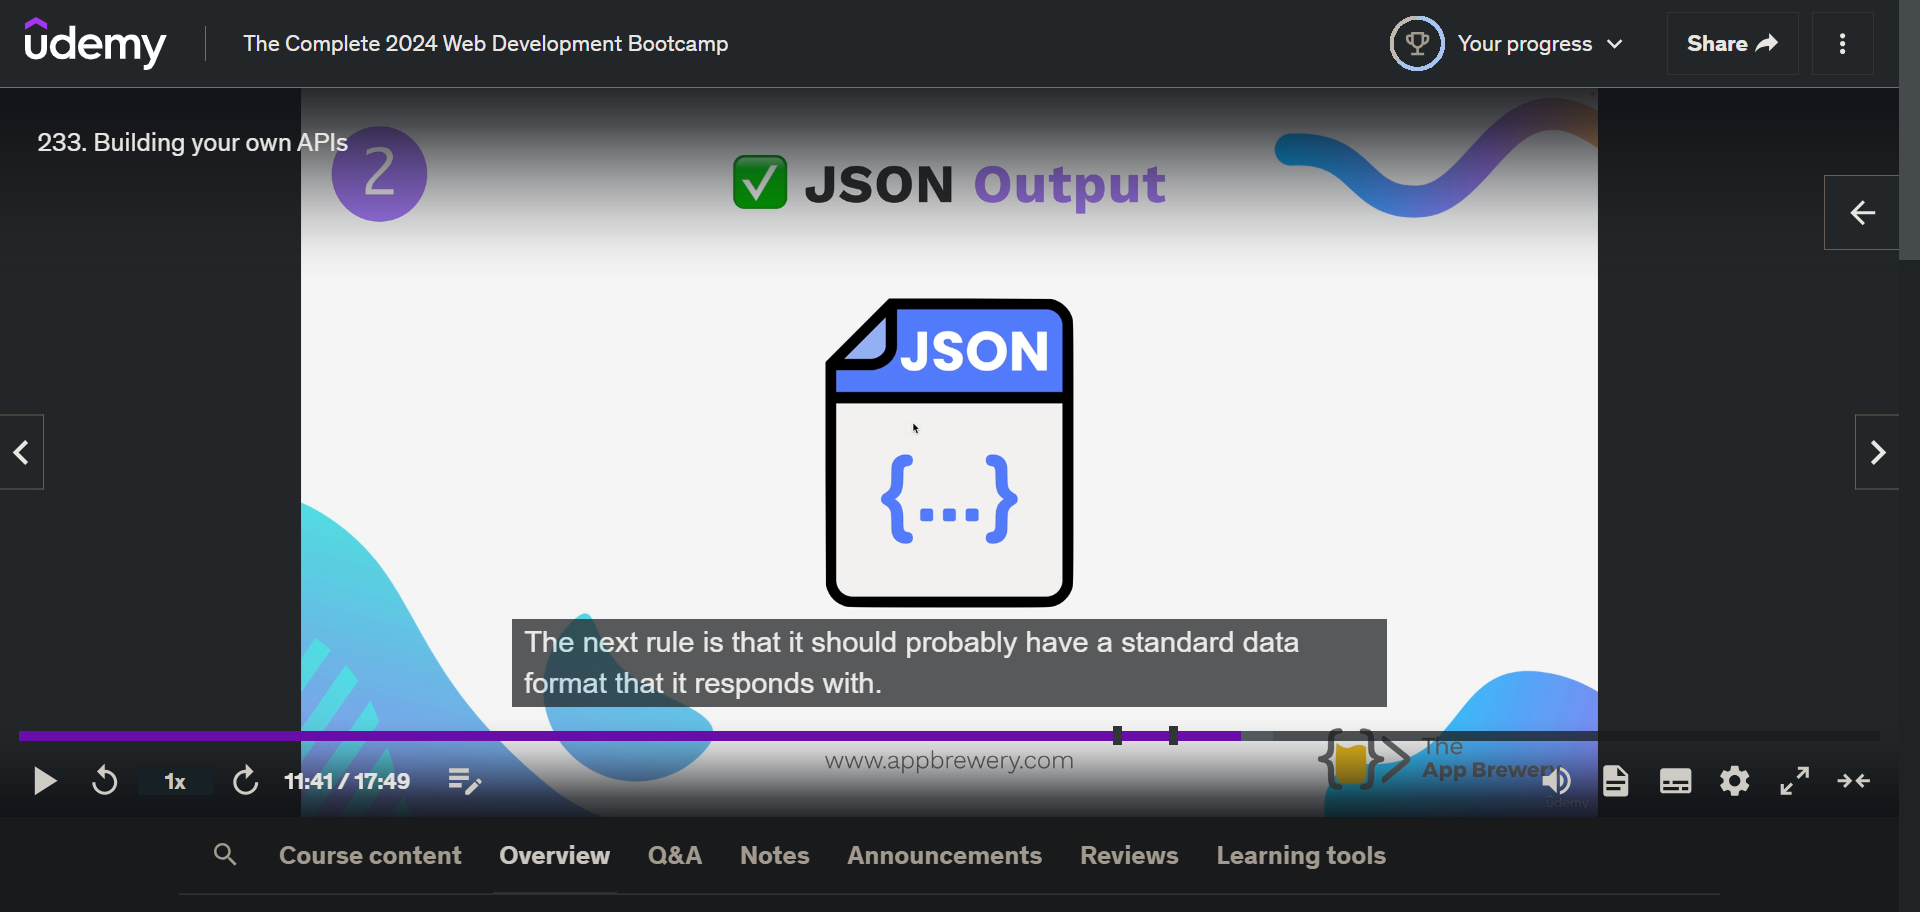 udemy
The Complete 2024 Web Development Bootcamp
Your progress
Share
233. Building your own APIs
2
JSON Output
JSON
{...}
The next rule is that it should probably have a standard data
format that it responds with.
www.appbrewery.com
The
App Brewery
udemy
1x
11:41 / 17:49
Course content
Overview
Q&A
Notes
Announcements
Reviews
Learning tools